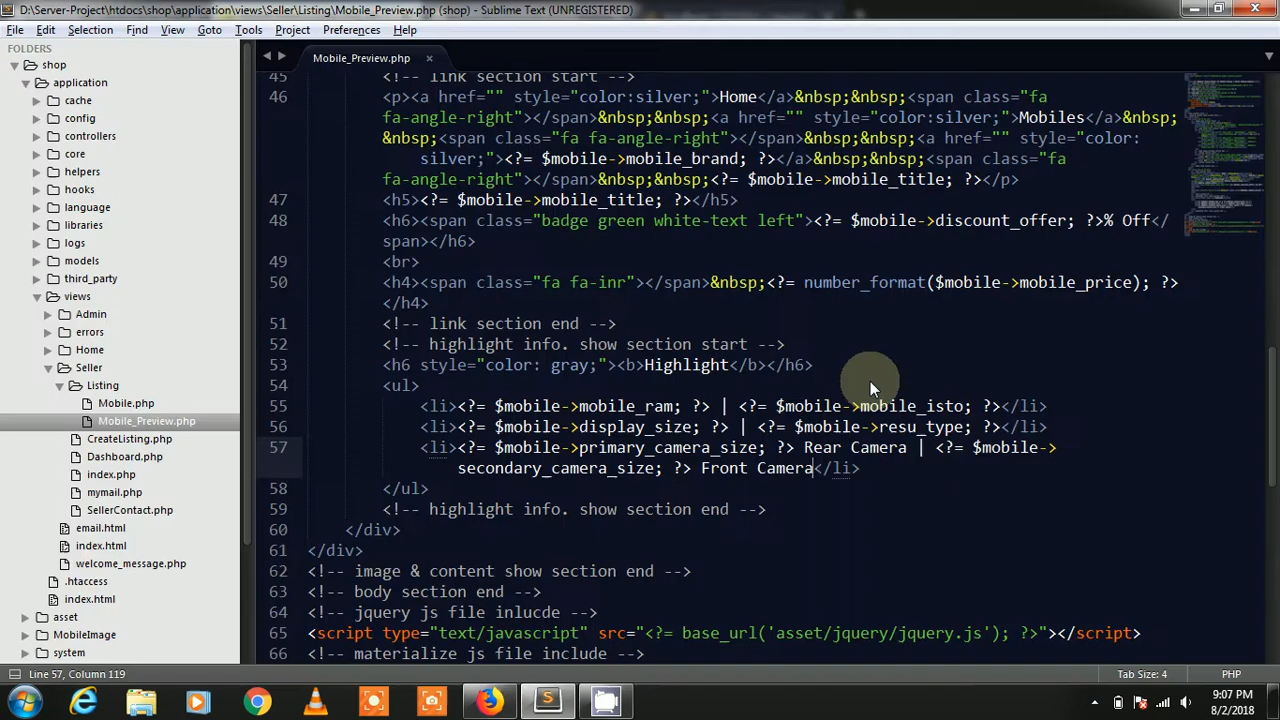 D:\Server-Project\htdocs\shop\application\views\Seller\Listing\Mobile_Preview.php (shop) - Sublime Text (UNREGISTERED)
File Edit Selection Find View Goto Tools Project Preferences Help
FOLDERS
shop
application
cache
config
controllers
core
helpers
hooks
language
libraries
logs
models
third_party
views
Admin
errors
Home
Seller
Listing
Mobile.php
Mobile_Preview.php
CreateListing.php
Dashboard.php
index.php
mymail.php
SellerContact.php
email.html
index.html
welcome_message.php
.htaccess
index.html
asset
MobileImage
system
Mobile_Preview.php
45 <!-- link section start -->
46 <p><a href="" style="color:silver;">Home</a>&nbsp;&nbsp;<span class="fa
fa-angle-right"></span>&nbsp;&nbsp;<a href="" style="color:silver;">Mobiles</a>&nbsp;
&nbsp;<span class="fa fa-angle-right"></span>&nbsp;&nbsp;<a href="" style="color:
silver;"><?= $mobile->mobile_brand; ?></a>&nbsp;&nbsp;<span class="fa
fa-angle-right"></span>&nbsp;&nbsp;<?= $mobile->mobile_title; ?></p>
47 <h5><?= $mobile->mobile_title; ?></h5>
48 <h6><span class="badge green white-text left"><?= $mobile->discount_offer; ?>% Off</
span></h6>
49 <br>
50 <h4><span class="fa fa-inr"></span>&nbsp;<?= number_format($mobile->mobile_price); ?>
</h4>
51 <!-- link section end -->
52 <!-- highlight info. show section start -->
53 <h6 style="color: gray;"><b>Highlight</b></h6>
54 <ul>
55 <li><?= $mobile->mobile_ram; ?> | <?= $mobile->mobile_isto; ?></li>
56 <li><?= $mobile->display_size; ?> | <?= $mobile->resu_type; ?></li>
57 <li><?= $mobile->primary_camera_size; ?> Rear Camera | <?= $mobile->
secondary_camera_size; ?> Front Camera</li>
58 </ul>
59 <!-- highlight info. show section end -->
60 </div>
61 </div>
62 <!-- image & content show section end -->
63 <!-- body section end -->
64 <!-- jquery js file inlucde -->
65 <script type="text/javascript" src="<?= base_url('asset/jquery/jquery.js'); ?>"></script>
66 <!-- materialize js file include -->
Line 57, Column 119
Tab Size: 4
PHP
9:07 PM
8/2/2018